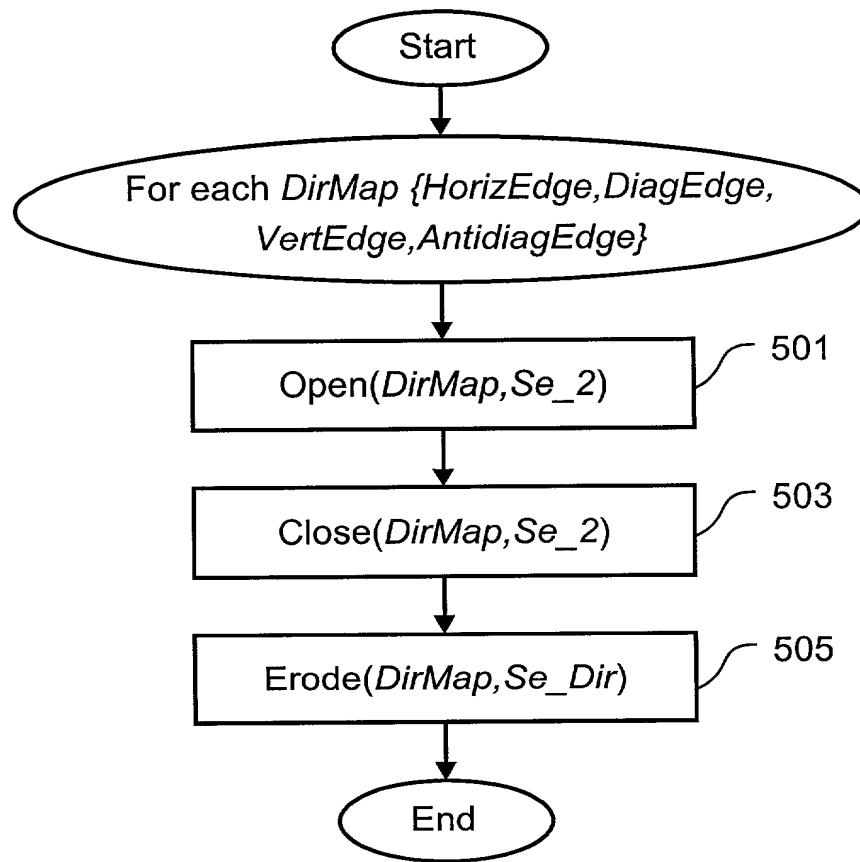 Start
For each DirMap {HorizEdge,DiagEdge,
VertEdge,AntidiagEdge}
501
Open(DirMap,Se_2)
503
Close(DirMap,Se_2)
505
Erode(DirMap,Se_Dir)
End